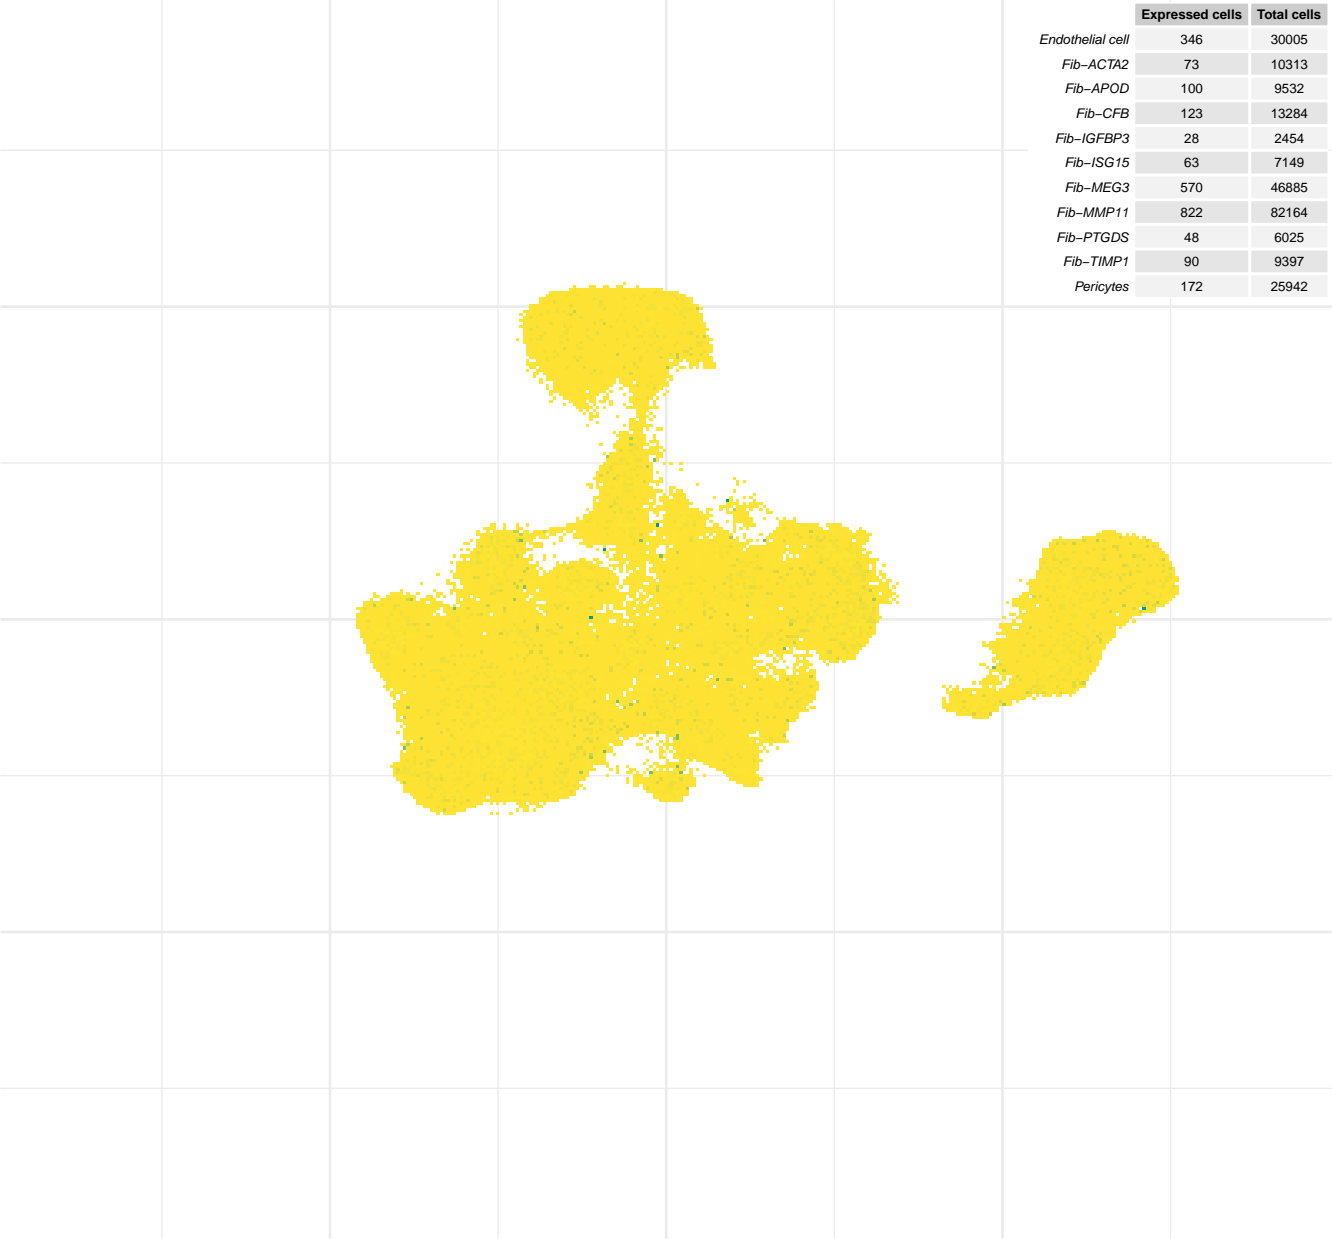 Expressed cells Total cells
Endothelial cell 346 30005
Fib−ACTA2 73 10313
Fib−APOD 100 9532
Fib−CFB 123 13284
Fib−IGFBP3 28 2454
Fib−ISG15 63 7149
Fib−MEG3 570 46885
Fib−MMP11 822 82164
Fib−PTGDS 48 6025
Fib−TIMP1 90 9397
Pericytes 172 25942